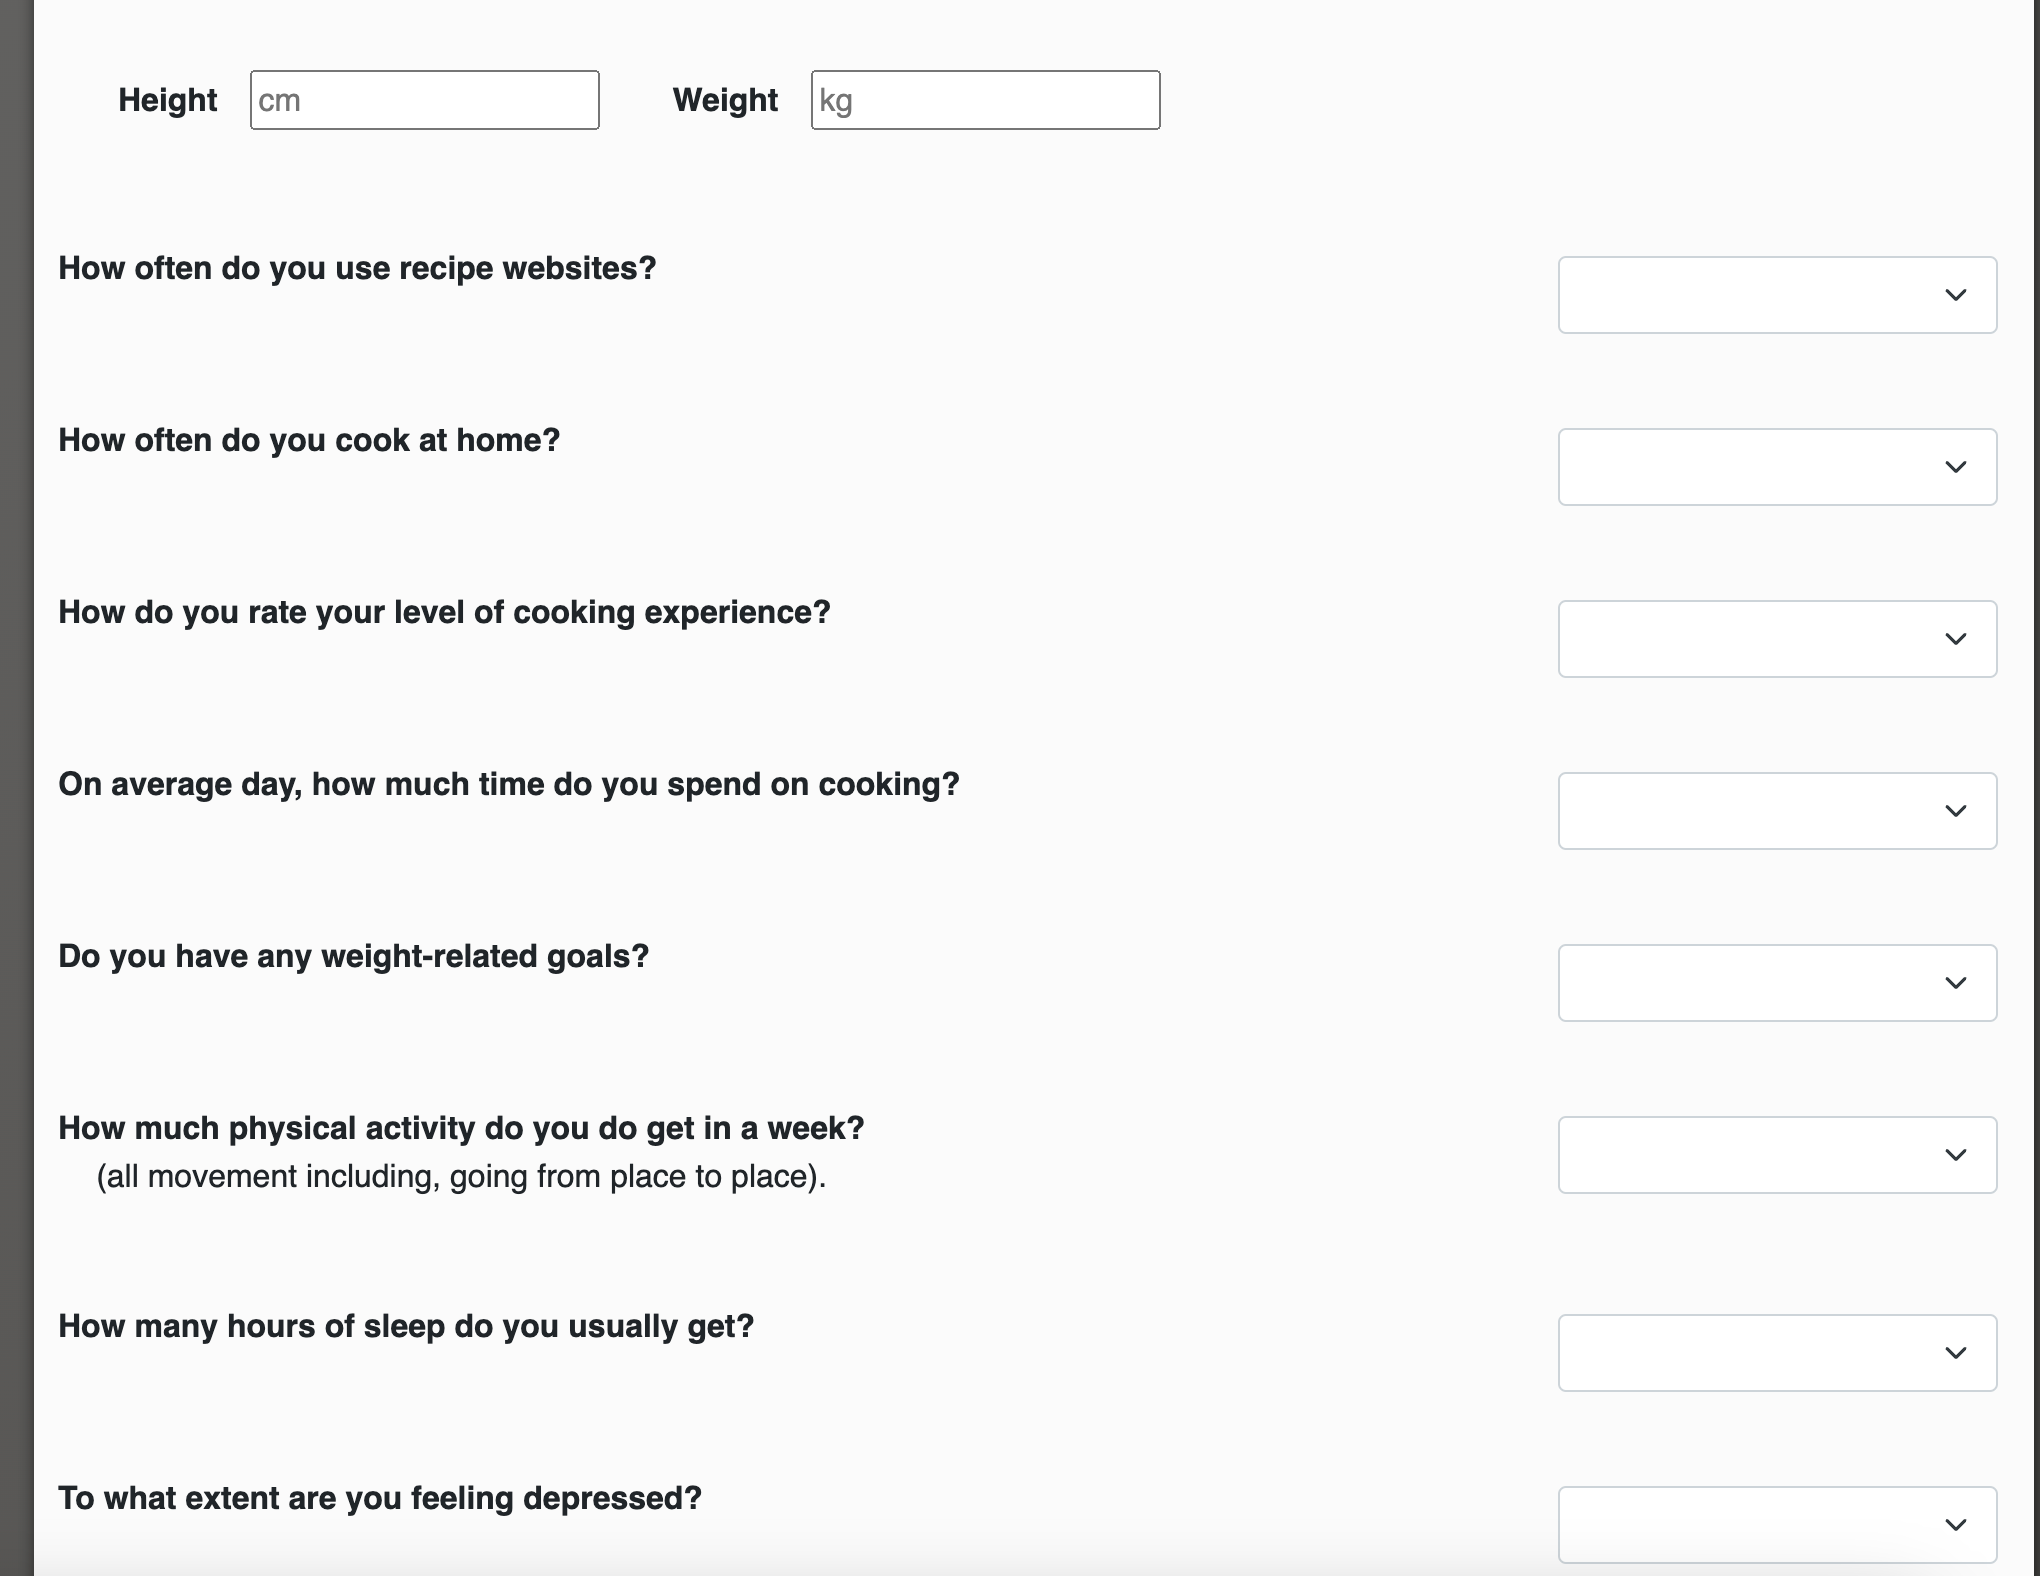 Height cm Weight kg
How often do you use recipe websites?
How often do you cook at home?
How do you rate your level of cooking experience?
On average day, how much time do you spend on cooking?
Do you have any weight-related goals?
How much physical activity do you do get in a week?
(all movement including, going from place to place).
How many hours of sleep do you usually get?
To what extent are you feeling depressed?